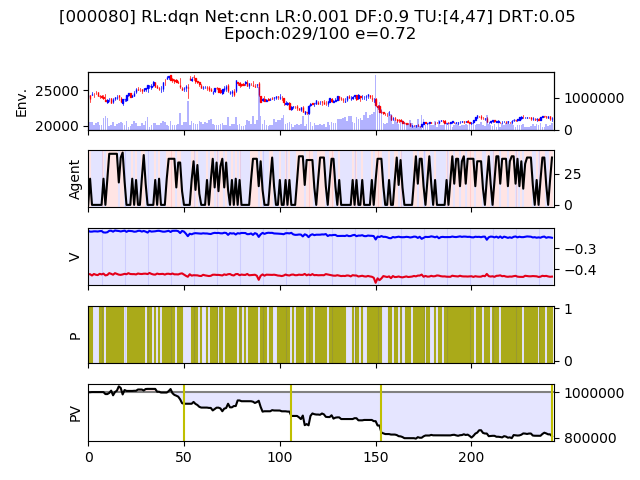 [000080] RL:dqn Net:cnn LR:0.001 DF:0.9 TU:[4,47] DRT:0.05
Epoch:029/100 e=0.72
Env.
25000
20000
1000000
0
Agent
25
0
V
−0.3
−0.4
P
1
0
PV
1000000
800000
0 50 100 150 200